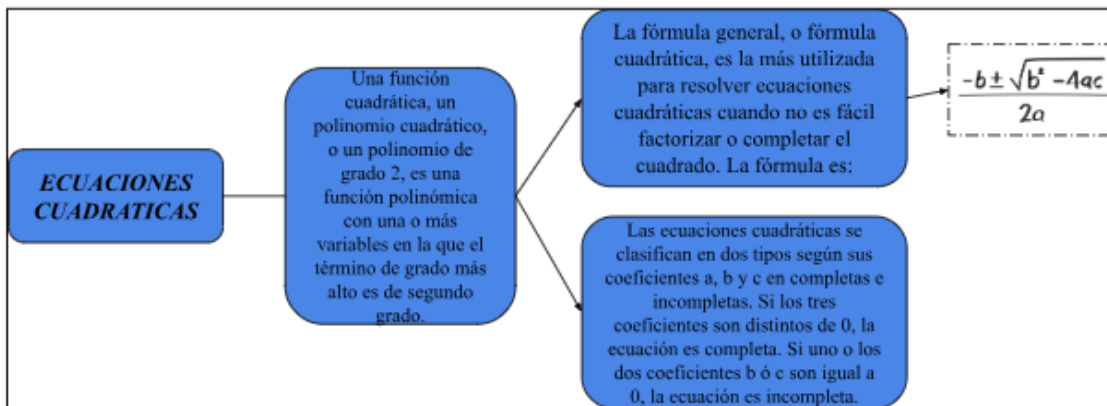 ECUACIONES
CUADRATICAS
Una función
cuadrática, un
polinomio cuadrático,
o un polinomio de
grado 2, es una
función polinómica
con una o más
variables en la que el
término de grado más
alto es de segundo
grado.
La fórmula general, o fórmula
cuadrática, es la más utilizada
para resolver ecuaciones
cuadráticas cuando no es fácil
factorizar o completar el
cuadrado. La fórmula es:
-b ± √b² - 4ac
2a
Las ecuaciones cuadráticas se
clasifican en dos tipos según sus
coeficientes a, b y c en completas e
incompletas. Si los tres
coeficientes son distintos de 0, la
ecuación es completa. Si uno o los
dos coeficientes b ó c son igual a
0, la ecuación es incompleta.